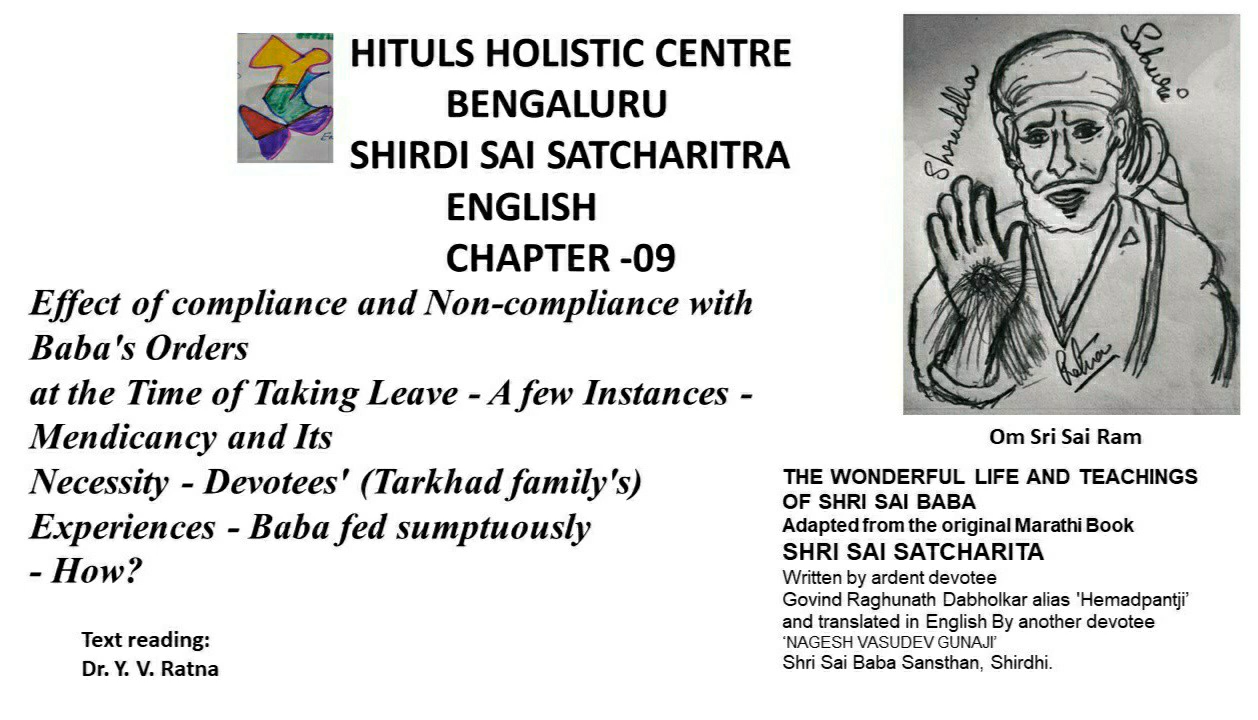 HITULS HOLISTIC CENTRE
BENGALURU
SHIRDI SAI SATCHARITRA
ENGLISH
CHAPTER -09
Effect of compliance and Non-compliance with
Baba's Orders
at the Time of Taking Leave - A few Instances -
Mendicancy and Its
Necessity - Devotees' (Tarkhad family's)
Experiences - Baba fed sumptuously
- How?
Text reading:
Dr. Y. V. Ratna
Shraddha
Saburi
Ratna
Om Sri Sai Ram
THE WONDERFUL LIFE AND TEACHINGS
OF SHRI SAI BABA
Adapted from the original Marathi Book
SHRI SAI SATCHARITA
Written by ardent devotee
Govind Raghunath Dabholkar alias 'Hemadpantji’
and translated in English By another devotee
‘NAGESH VASUDEV GUNAJI’
Shri Sai Baba Sansthan, Shirdhi.